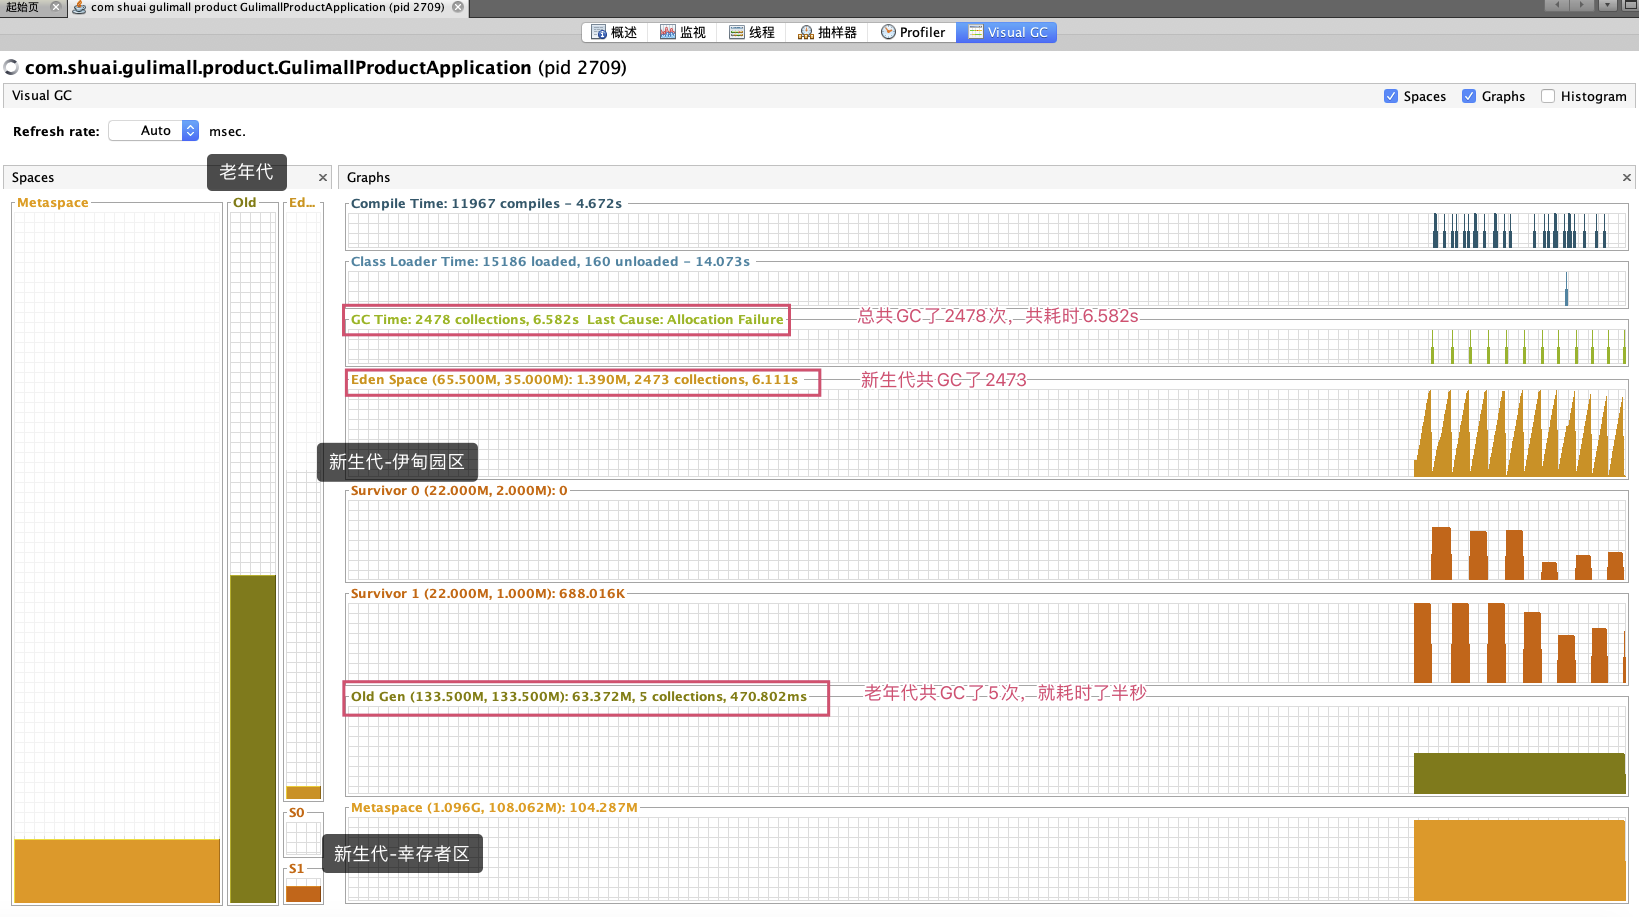 起始页
com shuai gulimall product GulimallProductApplication (pid 2709)
概述 监视 线程 抽样器 Profiler Visual GC
com.shuai.gulimall.product.GulimallProductApplication (pid 2709)
Visual GC
Spaces Graphs Histogram
Refresh rate: Auto msec.
老年代
Spaces
Graphs
Metaspace
Old
Ed...
S0
S1
Compile Time: 11967 compiles - 4.672s
Class Loader Time: 15186 loaded, 160 unloaded - 14.073s
GC Time: 2478 collections, 6.582s Last Cause: Allocation Failure
总共GC了2478次，共耗时6.582s
Eden Space (65.500M, 35.000M): 1.390M, 2473 collections, 6.111s
新生代共GC了2473
新生代-伊甸园区
Survivor 0 (22.000M, 2.000M): 0
Survivor 1 (22.000M, 1.000M): 688.016K
Old Gen (133.500M, 133.500M): 63.372M, 5 collections, 470.802ms
老年代共GC了5次，就耗时了半秒
Metaspace (1.096G, 108.062M): 104.287M
新生代-幸存者区